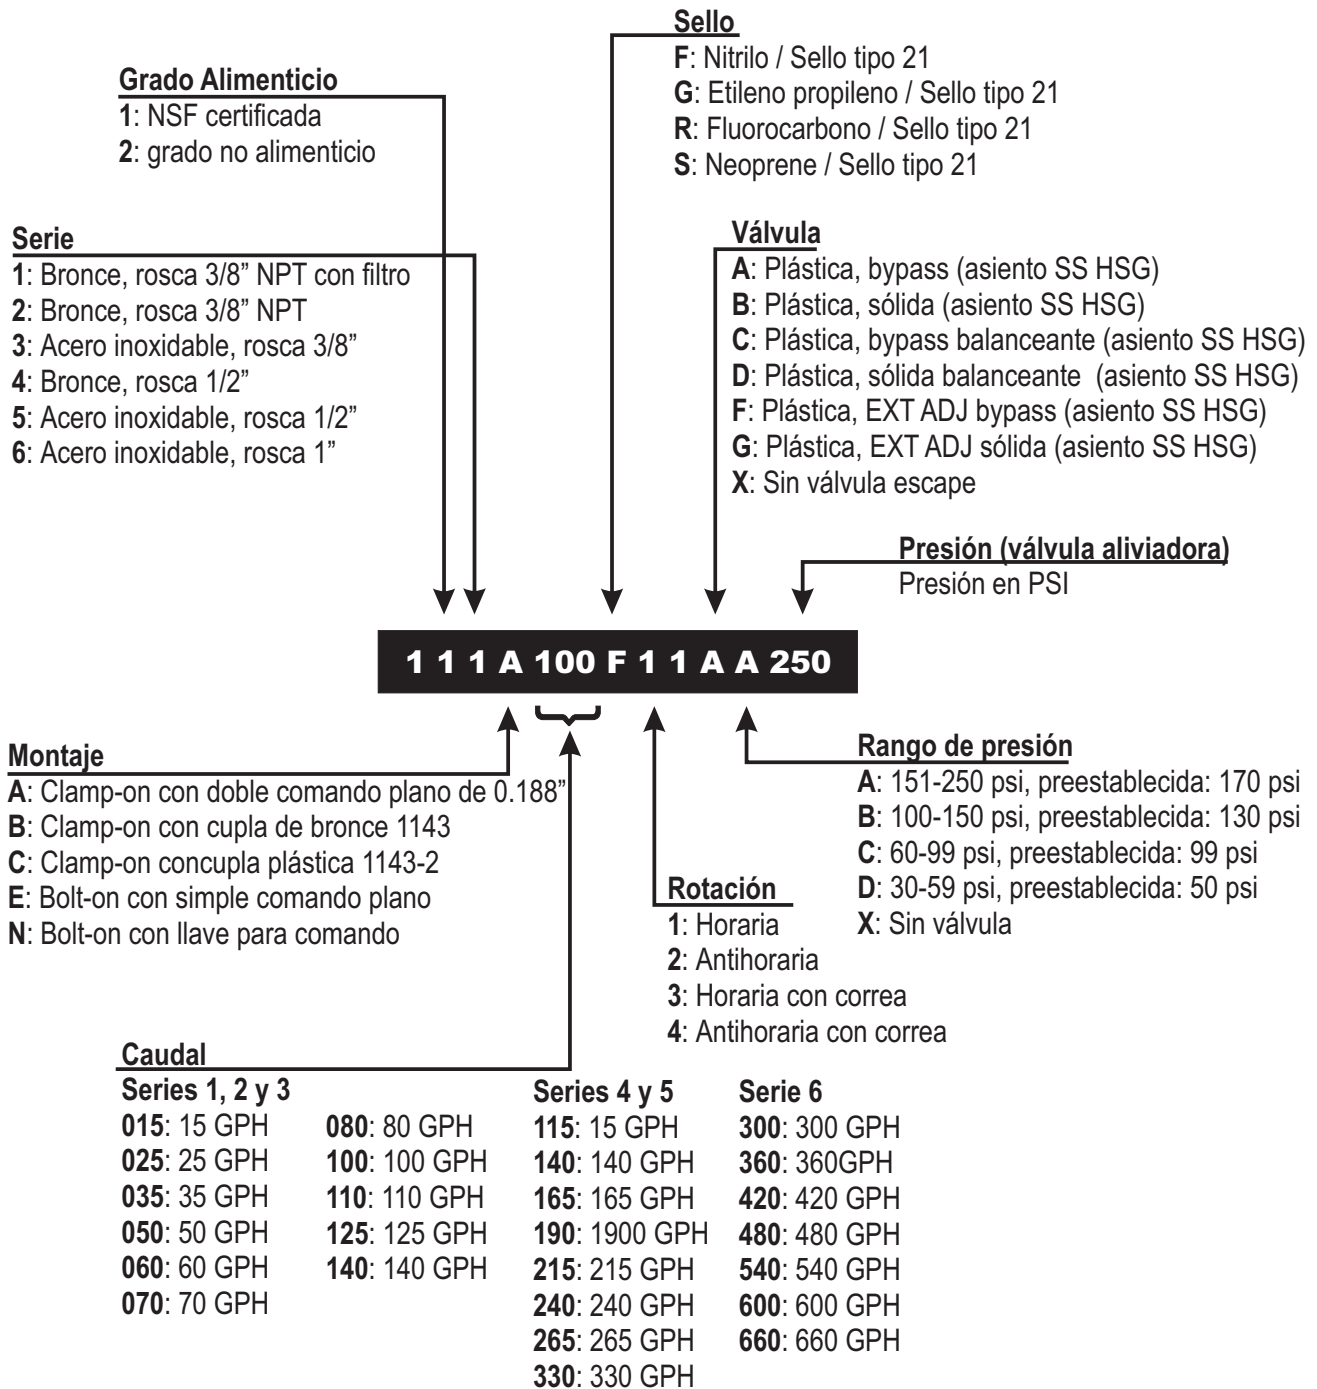 Sello
F: Nitrilo / Sello tipo 21
G: Etileno propileno / Sello tipo 21
R: Fluorocarbono / Sello tipo 21
S: Neoprene / Sello tipo 21
Grado Alimenticio
1: NSF certificada
2: grado no alimenticio
Serie
1: Bronce, rosca 3/8” NPT con filtro
2: Bronce, rosca 3/8” NPT
3: Acero inoxidable, rosca 3/8”
4: Bronce, rosca 1/2”
5: Acero inoxidable, rosca 1/2”
6: Acero inoxidable, rosca 1”
Válvula
A: Plástica, bypass (asiento SS HSG)
B: Plástica, sólida (asiento SS HSG)
C: Plástica, bypass balanceante (asiento SS HSG)
D: Plástica, sólida balanceante (asiento SS HSG)
F: Plástica, EXT ADJ bypass (asiento SS HSG)
G: Plástica, EXT ADJ sólida (asiento SS HSG)
X: Sin válvula escape
Presión (válvula aliviadora)
Presión en PSI
1 1 1 A 100 F 1 1 A A 250
Montaje
A: Clamp-on con doble comando plano de 0.188”
B: Clamp-on con cupla de bronce 1143
C: Clamp-on concupla plástica 1143-2
E: Bolt-on con simple comando plano
N: Bolt-on con llave para comando
Rango de presión
A: 151-250 psi, preestablecida: 170 psi
B: 100-150 psi, preestablecida: 130 psi
C: 60-99 psi, preestablecida: 99 psi
D: 30-59 psi, preestablecida: 50 psi
X: Sin válvula
Rotación
1: Horaria
2: Antihoraria
3: Horaria con correa
4: Antihoraria con correa
Caudal
Series 1, 2 y 3
015: 15 GPH
025: 25 GPH
035: 35 GPH
050: 50 GPH
060: 60 GPH
070: 70 GPH
080: 80 GPH
100: 100 GPH
110: 110 GPH
125: 125 GPH
140: 140 GPH
Series 4 y 5
115: 15 GPH
140: 140 GPH
165: 165 GPH
190: 1900 GPH
215: 215 GPH
240: 240 GPH
265: 265 GPH
330: 330 GPH
Serie 6
300: 300 GPH
360: 360GPH
420: 420 GPH
480: 480 GPH
540: 540 GPH
600: 600 GPH
660: 660 GPH